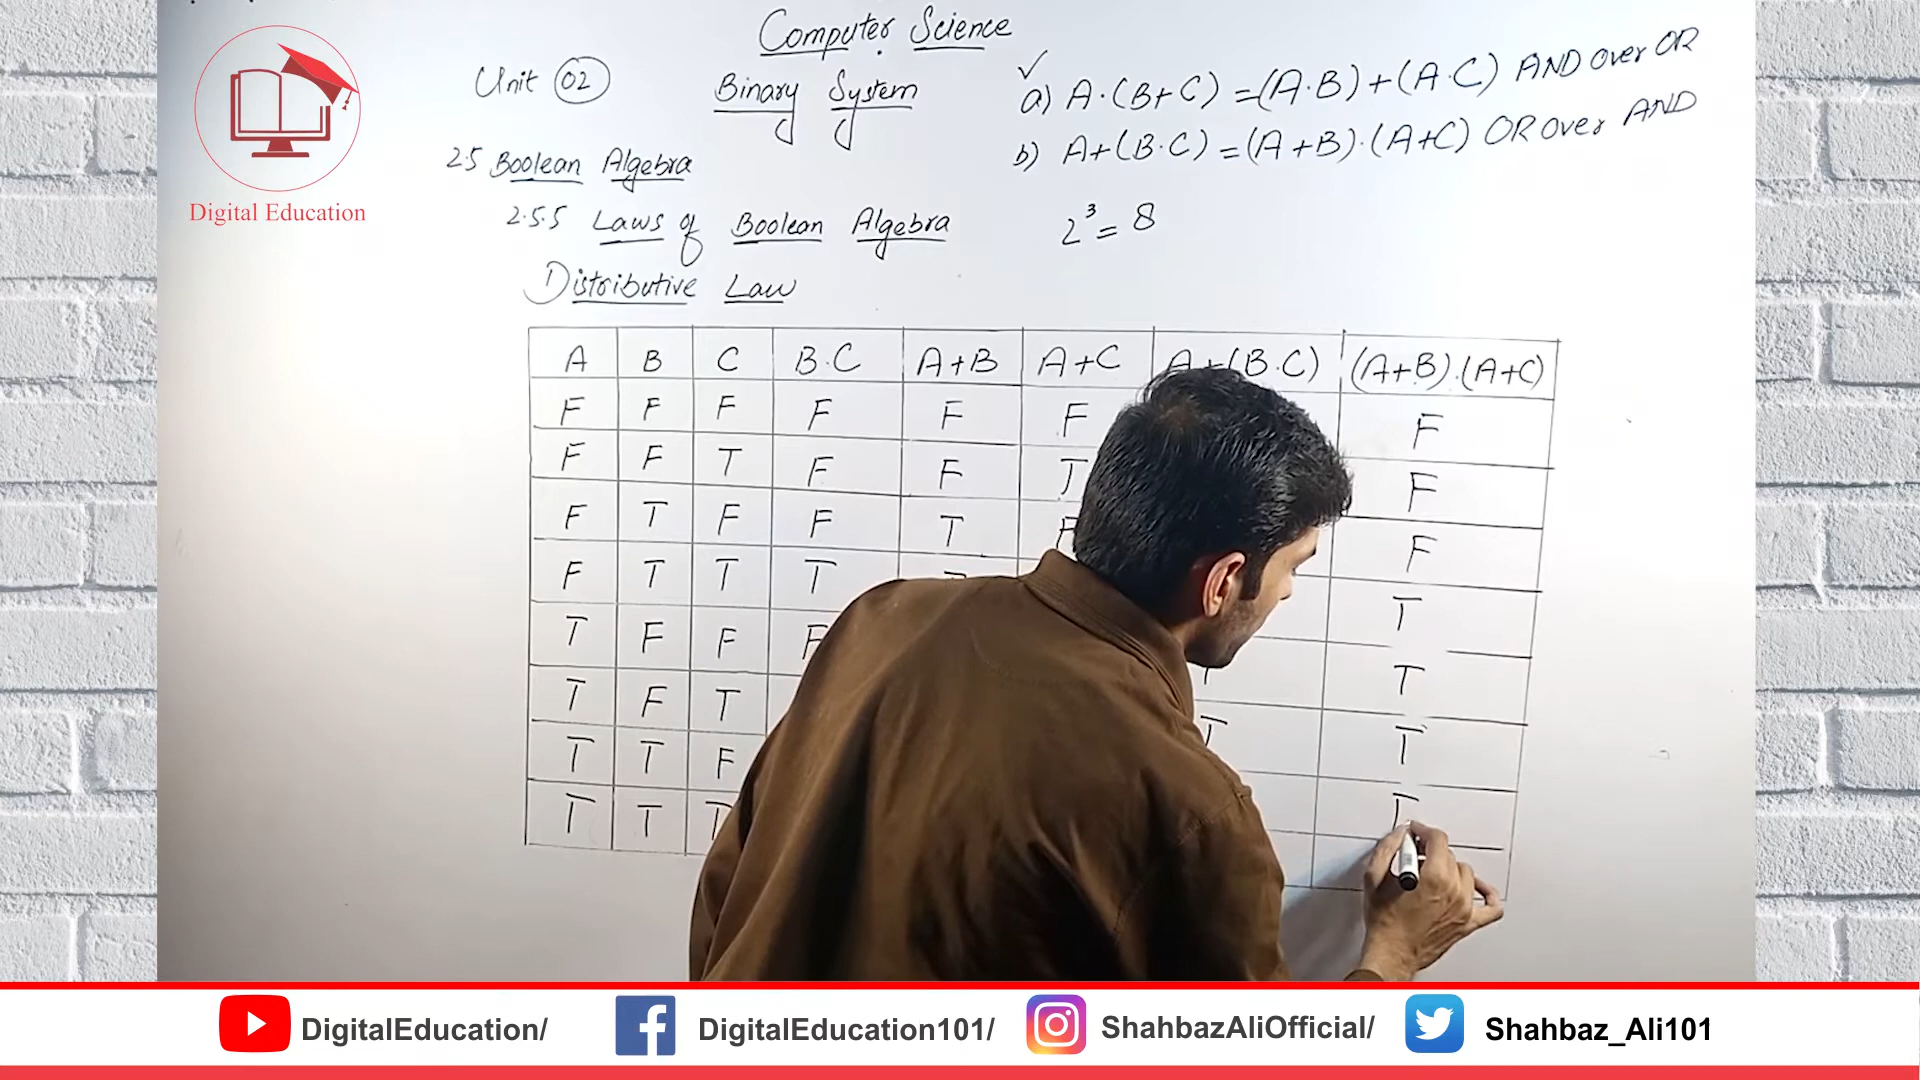 Computer Science
Unit 02
Binary System
a) A.(B+C) =(A.B)+(A.C) AND over OR
b) A+(B.C) =(A+B).(A+C) OR over AND
2.5 Boolean Algebra
2.5.5 Laws of Boolean Algebra
2³= 8
Distributive Law
Digital Education
A B C B.C A+B A+C A+(B.C) (A+B).(A+C)
F F F F F F F
F F T F F T F
F T F F T F F
F T T T T
T F F F T T
T F T T T
T T F T
T T T
DigitalEducation/
DigitalEducation101/
ShahbazAliOfficial/
Shahbaz_Ali101